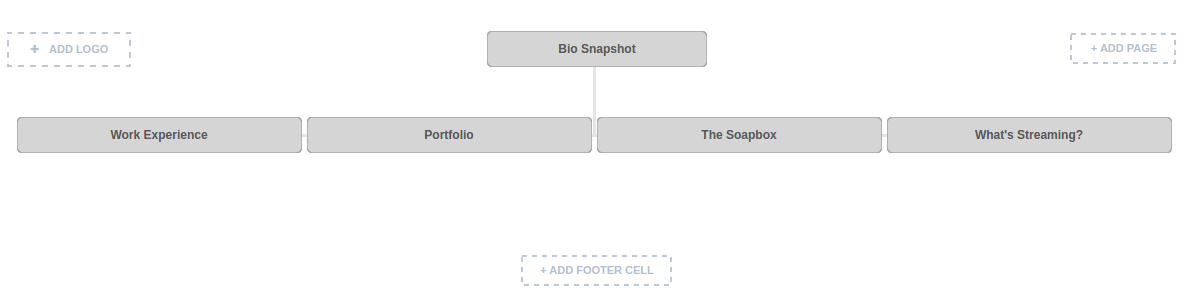 + ADD LOGO
Bio Snapshot
+ ADD PAGE
Work Experience
Portfolio
The Soapbox
What's Streaming?
+ ADD FOOTER CELL